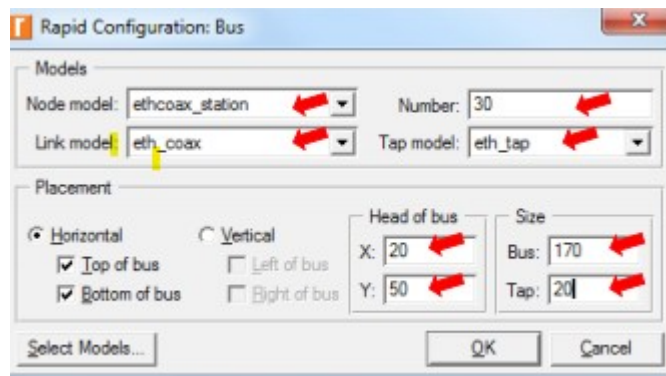 Rapid Configuration: Bus
Models
Node model: ethcoax_station Number: 30
Link model: eth_coax Tap model: eth_tap
Placement
Head of bus Size
Horizontal Vertical X: 20 Bus: 170
Top of bus Left of bus
Bottom of bus Right of bus Y: 50 Tap: 20
Select Models... OK Cancel